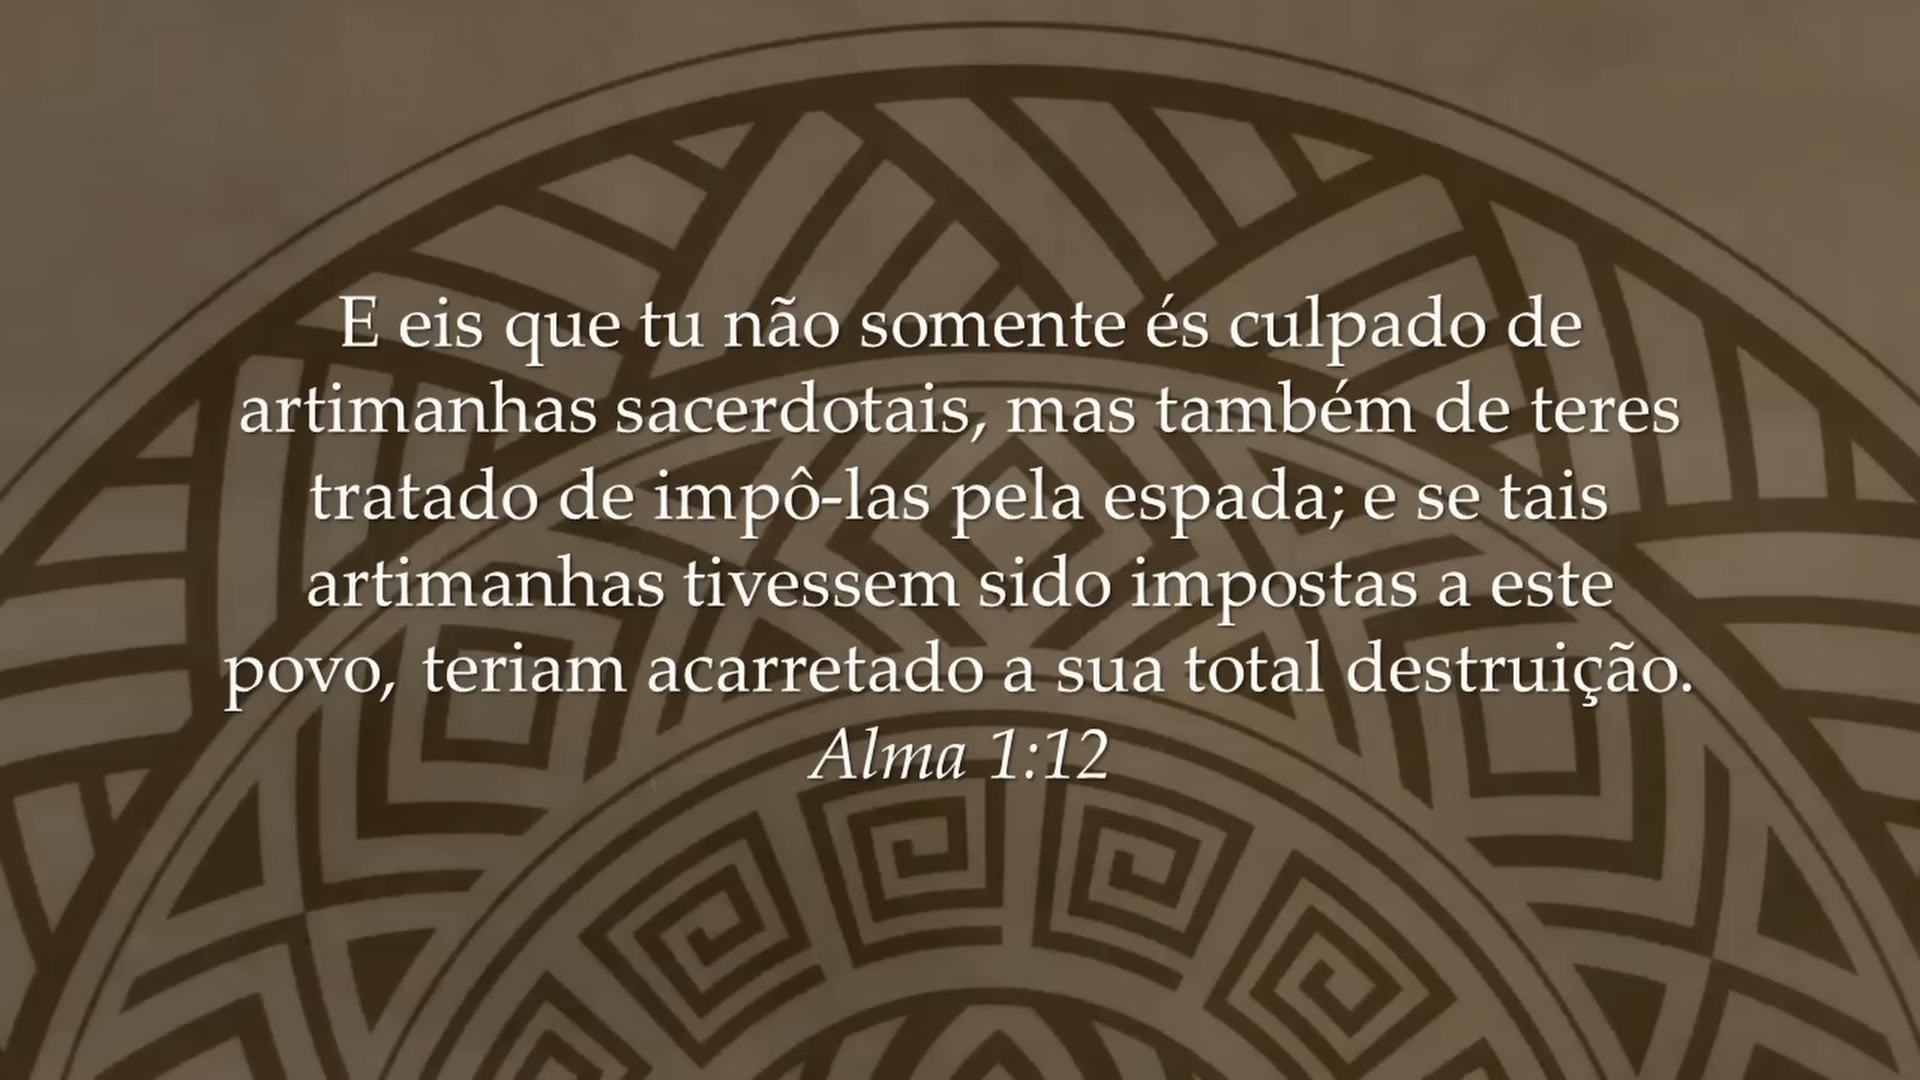 E eis que tu não somente és culpado de
artimanhas sacerdotais, mas também de teres
tratado de impô-las pela espada; e se tais
artimanhas tivessem sido impostas a este
povo, teriam acarretado a sua total destruição.
Alma 1:12